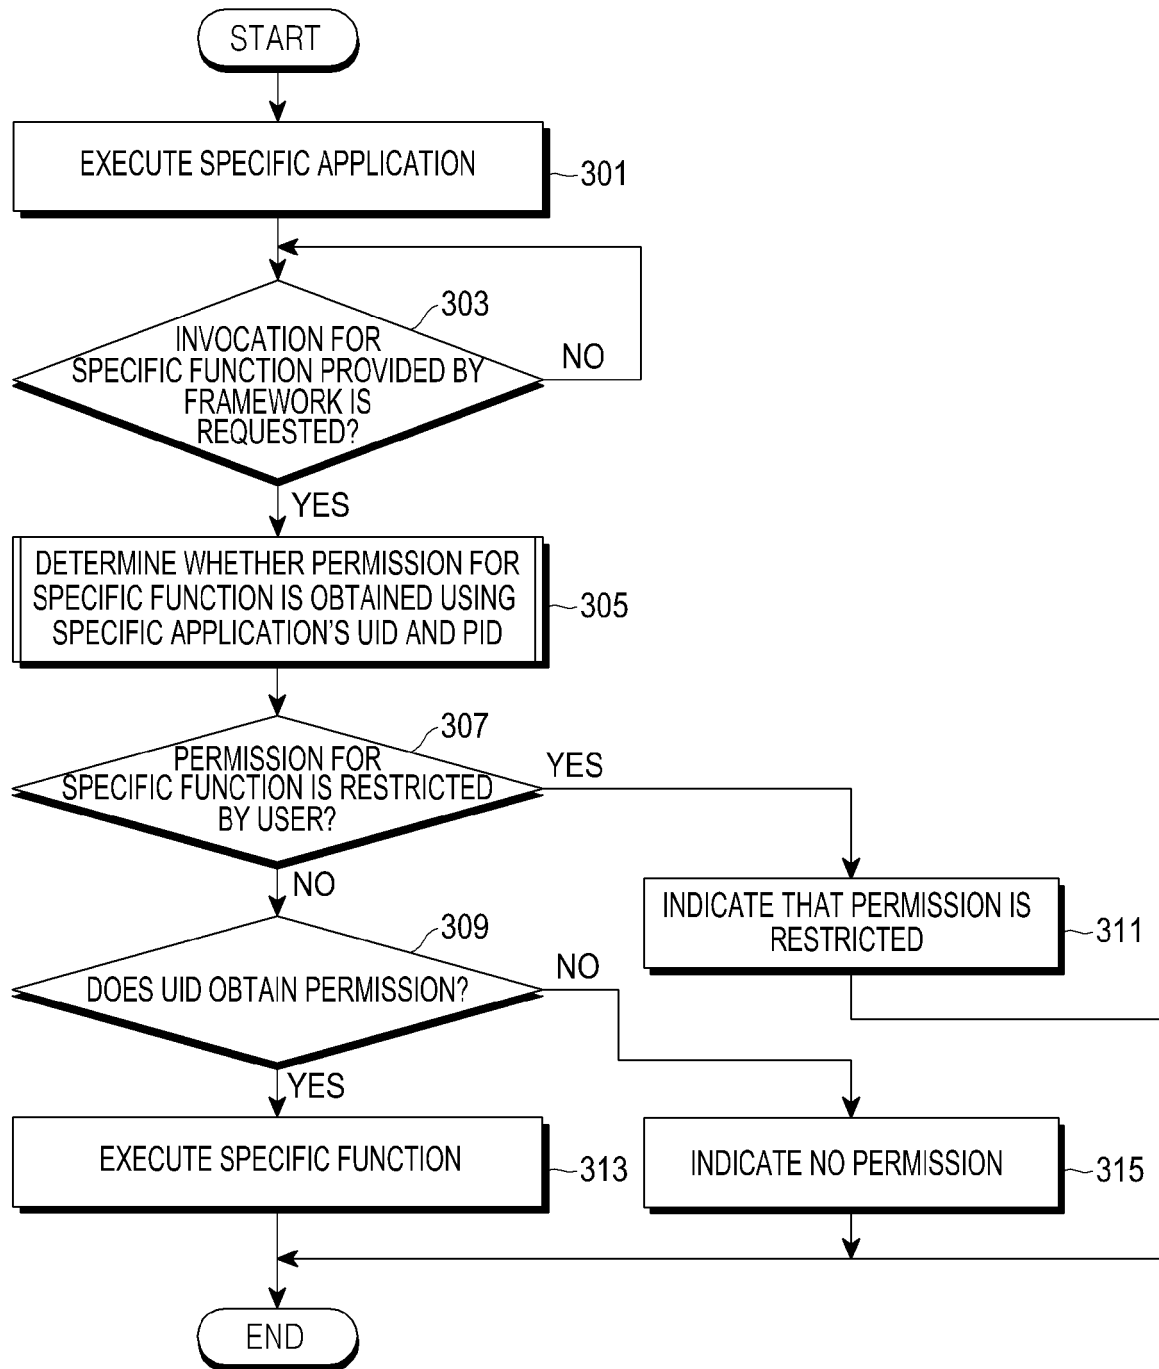 START
EXECUTE SPECIFIC APPLICATION
301
303
INVOCATION FOR
SPECIFIC FUNCTION PROVIDED BY
FRAMEWORK IS
REQUESTED?
NO
YES
DETERMINE WHETHER PERMISSION FOR
SPECIFIC FUNCTION IS OBTAINED USING
SPECIFIC APPLICATION'S UID AND PID
305
307
PERMISSION FOR
SPECIFIC FUNCTION IS RESTRICTED
BY USER?
YES
NO
INDICATE THAT PERMISSION IS
RESTRICTED
311
309
DOES UID OBTAIN PERMISSION?
NO
YES
EXECUTE SPECIFIC FUNCTION
313
INDICATE NO PERMISSION
315
END